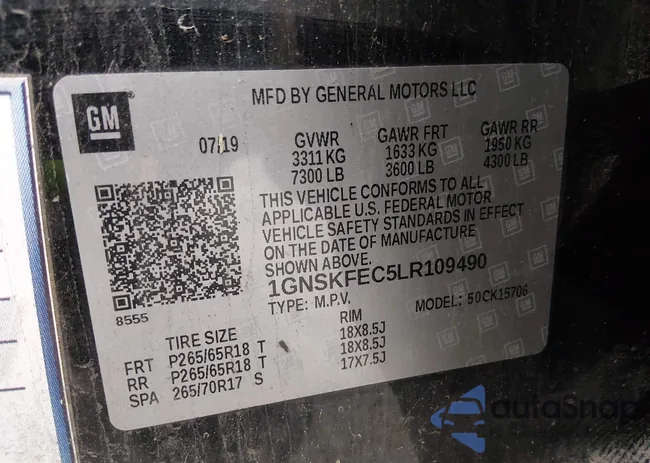 MFD BY GENERAL MOTORS LLC
GM
07/19 GVWR GAWR FRT GAWR RR
3311 KG 1633 KG 1950 KG
7300 LB 3600 LB 4300 LB
THIS VEHICLE CONFORMS TO ALL
APPLICABLE U.S. FEDERAL MOTOR
VEHICLE SAFETY STANDARDS IN EFFECT
ON THE DATE OF MANUFACTURE
SHOWN ABOVE.
1GNSKFEC5LR109490
TYPE: M.P.V. MODEL: 50CK15706
8555
TIRE SIZE RIM
FRT P265/65R18 T 18X8.5J
RR P265/65R18 T 18X8.5J
SPA 265/70R17 S 17X7.5J
autoSnap